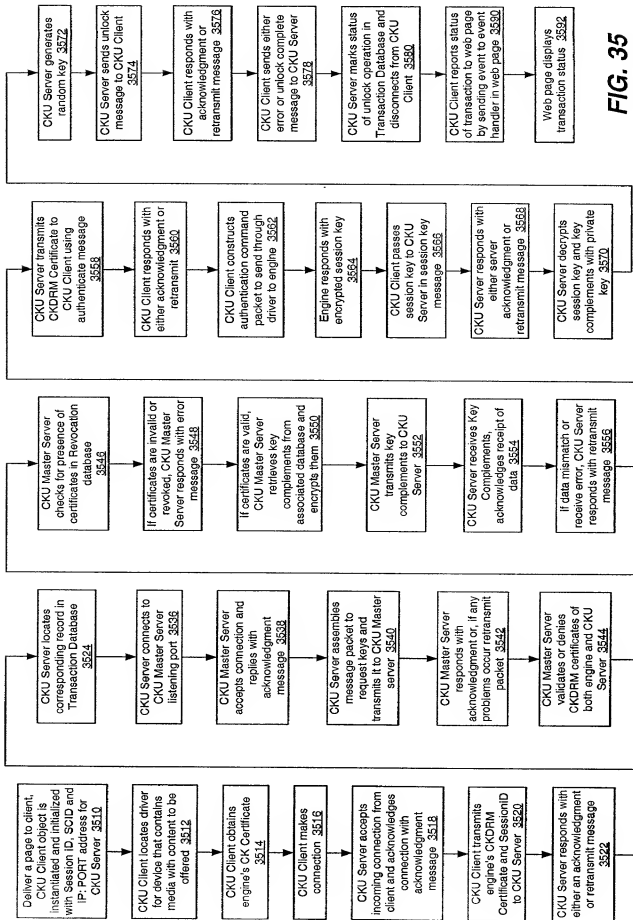 Deliver a page to client,
CKU Client object is
instantiated and initialized
with Session ID, SCID and
IP: PORT address for
CKU Server 3510
CKU Client locates driver
for device that contains
media with content to be
offered 3512
CKU Client obtains
engine's CK Certificate
3514
CKU Client makes
connection 3516
CKU Server accepts
incoming connection from
client and acknowledges
connection with
acknowledgment
message 3518
CKU Client transmits
engine's CKDRM
Certificate and SessionID
to CKU Server 3520
CKU Server responds with
either an acknowledgment
or retransmit message
3522
CKU Server locates
corresponding record in
Transaction Database
3524
CKU Server connects to
CKU Master Server
listening port 3536
CKU Master Server
accepts connection and
replies with
acknowledgment
message 3538
CKU Server assembles
message packet to
request keys and
transmits it to CKU Master
server 3540
CKU Master Server
responds with
acknowledgment or, if any
problems occur retransmit
packet 3542
CKU Master Server
validates or denies
CKDRM certificates of
both engine and CKU
Server 3544
CKU Master Server
checks for presence of
certificates in Revocation
database
3546
If certificates are invalid or
revoked, CKU Master
Server responds with error
message 3548
If certificates are valid,
CKU Master Server
retrieves key
complements from
associated database and
encrypts them 3550
CKU Master Server
transmits key
complements to CKU
Server 3552
CKU Server receives Key
Complements,
acknowledges receipt of
data 3554
If data mismatch or
receive error, CKU Server
responds with retransmit
message 3556
CKU Server transmits
CKDRM Certificate to
CKU Client using
authenticate message
3558
CKU Client responds with
either acknowledgment or
retransmit 3560
CKU Client constructs
authentication command
packet to send through
driver to engine 3562
Engine responds with
encrypted session key
3564
CKU Client passes
session key to CKU
Server in session key
message 3566
CKU Server responds with
either server
acknowledgment or
retransmit message 3568
CKU Server decrypts
session key and key
complements with private
key 3570
CKU Server generates
random key 3572
CKU Server sends unlock
message to CKU Client
3574
CKU Client responds with
acknowledgment or
retransmit message 3576
CKU Client sends either
error or unlock complete
message to CKU Server
3578
CKU Server marks status
of unlock operation in
Transaction Database and
disconnects from CKU
Client 3580
CKU Client reports status
of transaction to web page
by sending event to event
handler in web page 3590
Web page displays
transaction status 3592
FIG. 35